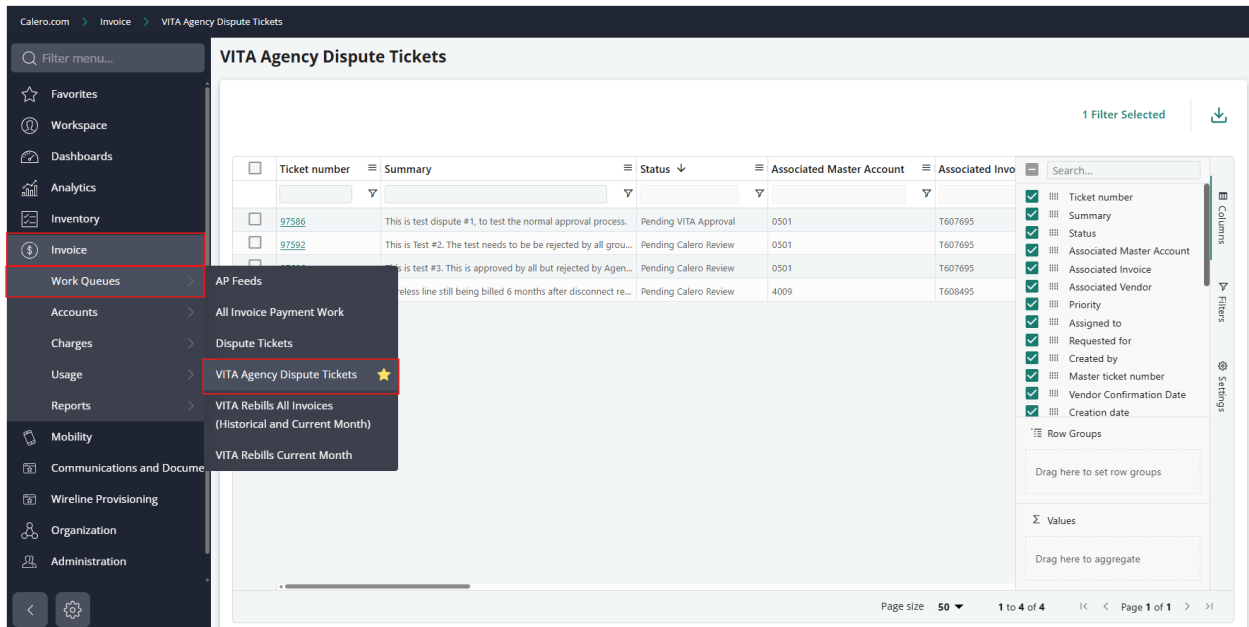 Calero.com > Invoice > VITA Agency Dispute Tickets
Filter menu...
Favorites
Workspace
Dashboards
Analytics
Inventory
Invoice
Work Queues
Accounts
Charges
Usage
Reports
Mobility
Communications and Docume
Wireline Provisioning
Organization
Administration
AP Feeds
All Invoice Payment Work
Dispute Tickets
VITA Agency Dispute Tickets
VITA Rebills All Invoices
(Historical and Current Month)
VITA Rebills Current Month
VITA Agency Dispute Tickets
1 Filter Selected
Ticket number Summary Status Associated Master Account Associated Invo
97586 This is test dispute #1, to test the normal approval process. Pending VITA Approval 0501 T607695
97592 This is Test #2. The test needs to be be rejected by all grou... Pending Calero Review 0501 T607695
is test #3. This is approved by all but rejected by Agen... Pending Calero Review 0501 T607695
reless line still being billed 6 months after disconnect re... Pending Calero Review 4009 T608495
Search...
Ticket number
Summary
Status
Associated Master Account
Associated Invoice
Associated Vendor
Priority
Assigned to
Requested for
Created by
Master ticket number
Vendor Confirmation Date
Creation date
Row Groups
Drag here to set row groups
Values
Drag here to aggregate
Columns
Filters
Settings
Page size 50 1 to 4 of 4 Page 1 of 1